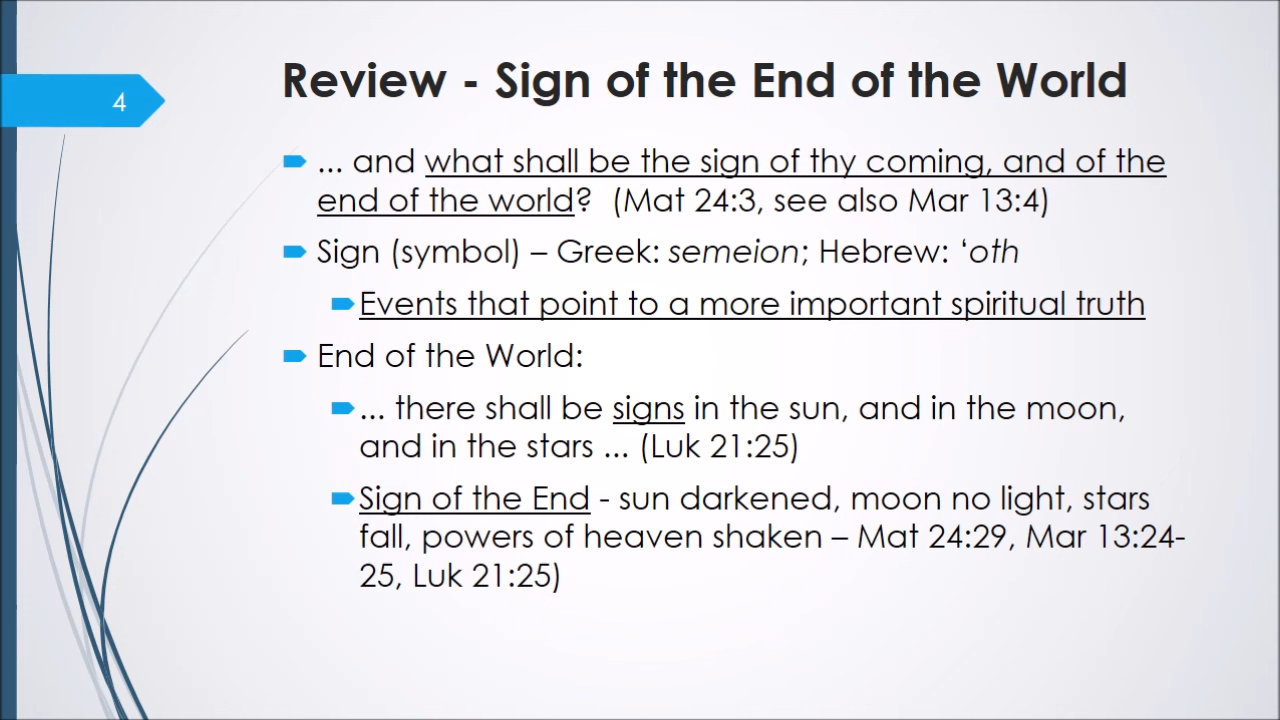 4
Review - Sign of the End of the World
... and what shall be the sign of thy coming, and of the
end of the world?  (Mat 24:3, see also Mar 13:4)
Sign (symbol) – Greek: semeion; Hebrew: ‘oth
Events that point to a more important spiritual truth
End of the World:
... there shall be signs in the sun, and in the moon,
and in the stars ... (Luk 21:25)
Sign of the End - sun darkened, moon no light, stars
fall, powers of heaven shaken – Mat 24:29, Mar 13:24-
25, Luk 21:25)